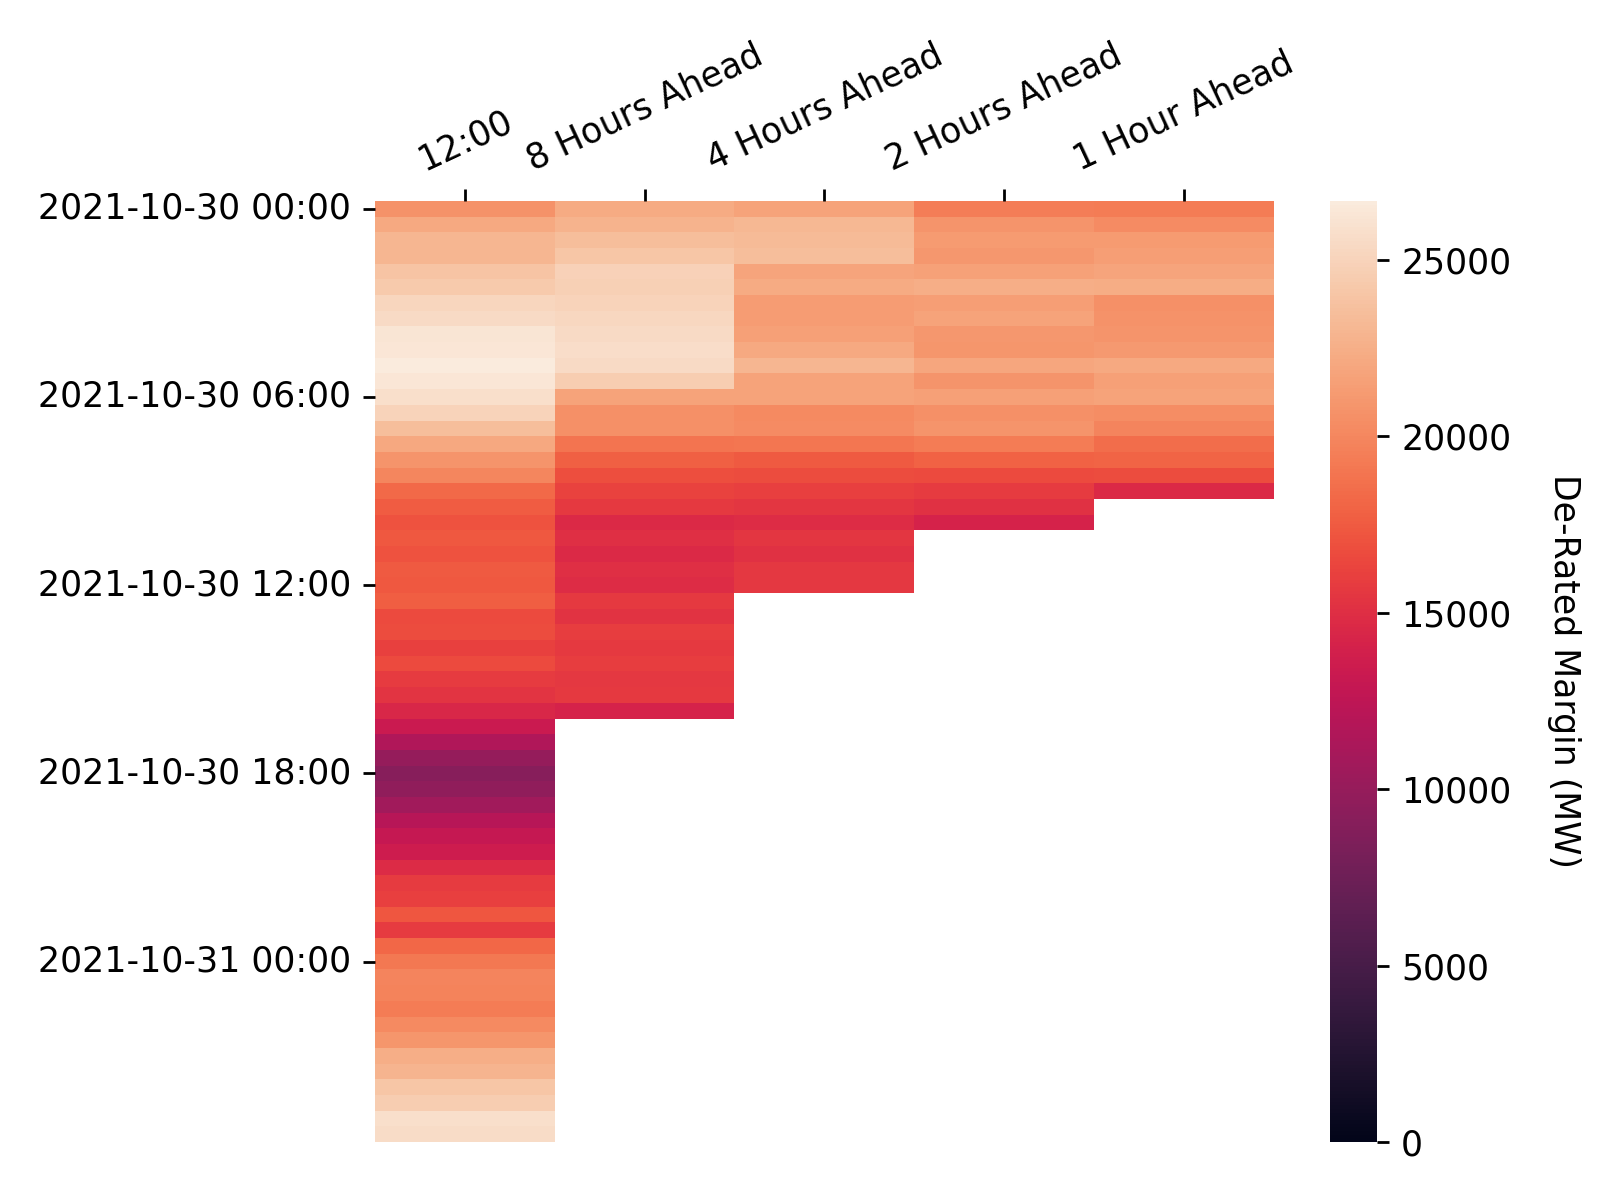 12:00
8 Hours Ahead
4 Hours Ahead
2 Hours Ahead
1 Hour Ahead
2021-10-30 00:00
2021-10-30 06:00
2021-10-30 12:00
2021-10-30 18:00
2021-10-31 00:00
25000
20000
15000
10000
5000
0
De-Rated Margin (MW)